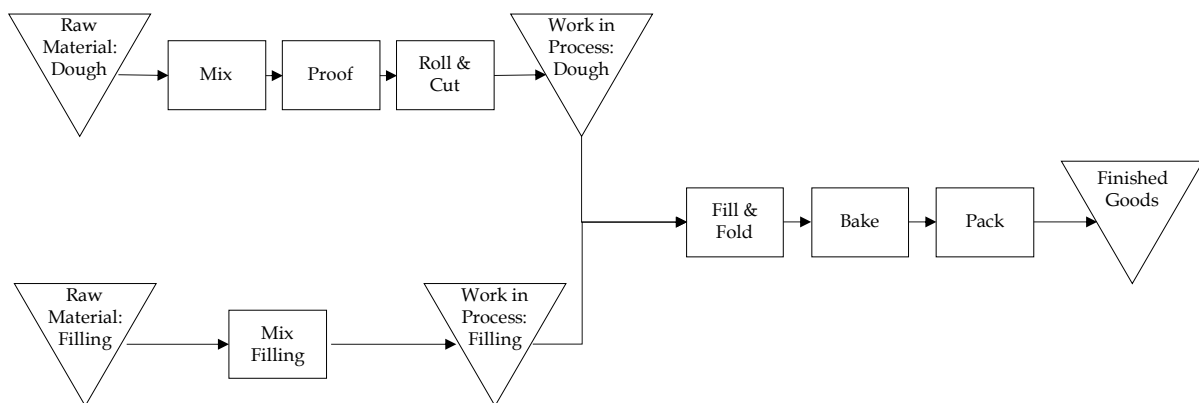 Raw
Material:
Dough
Mix
Proof
Roll &
Cut
Work in
Process:
Dough
Fill &
Fold
Bake
Pack
Finished
Goods
Raw
Material:
Filling
Mix
Filling
Work in
Process:
Filling